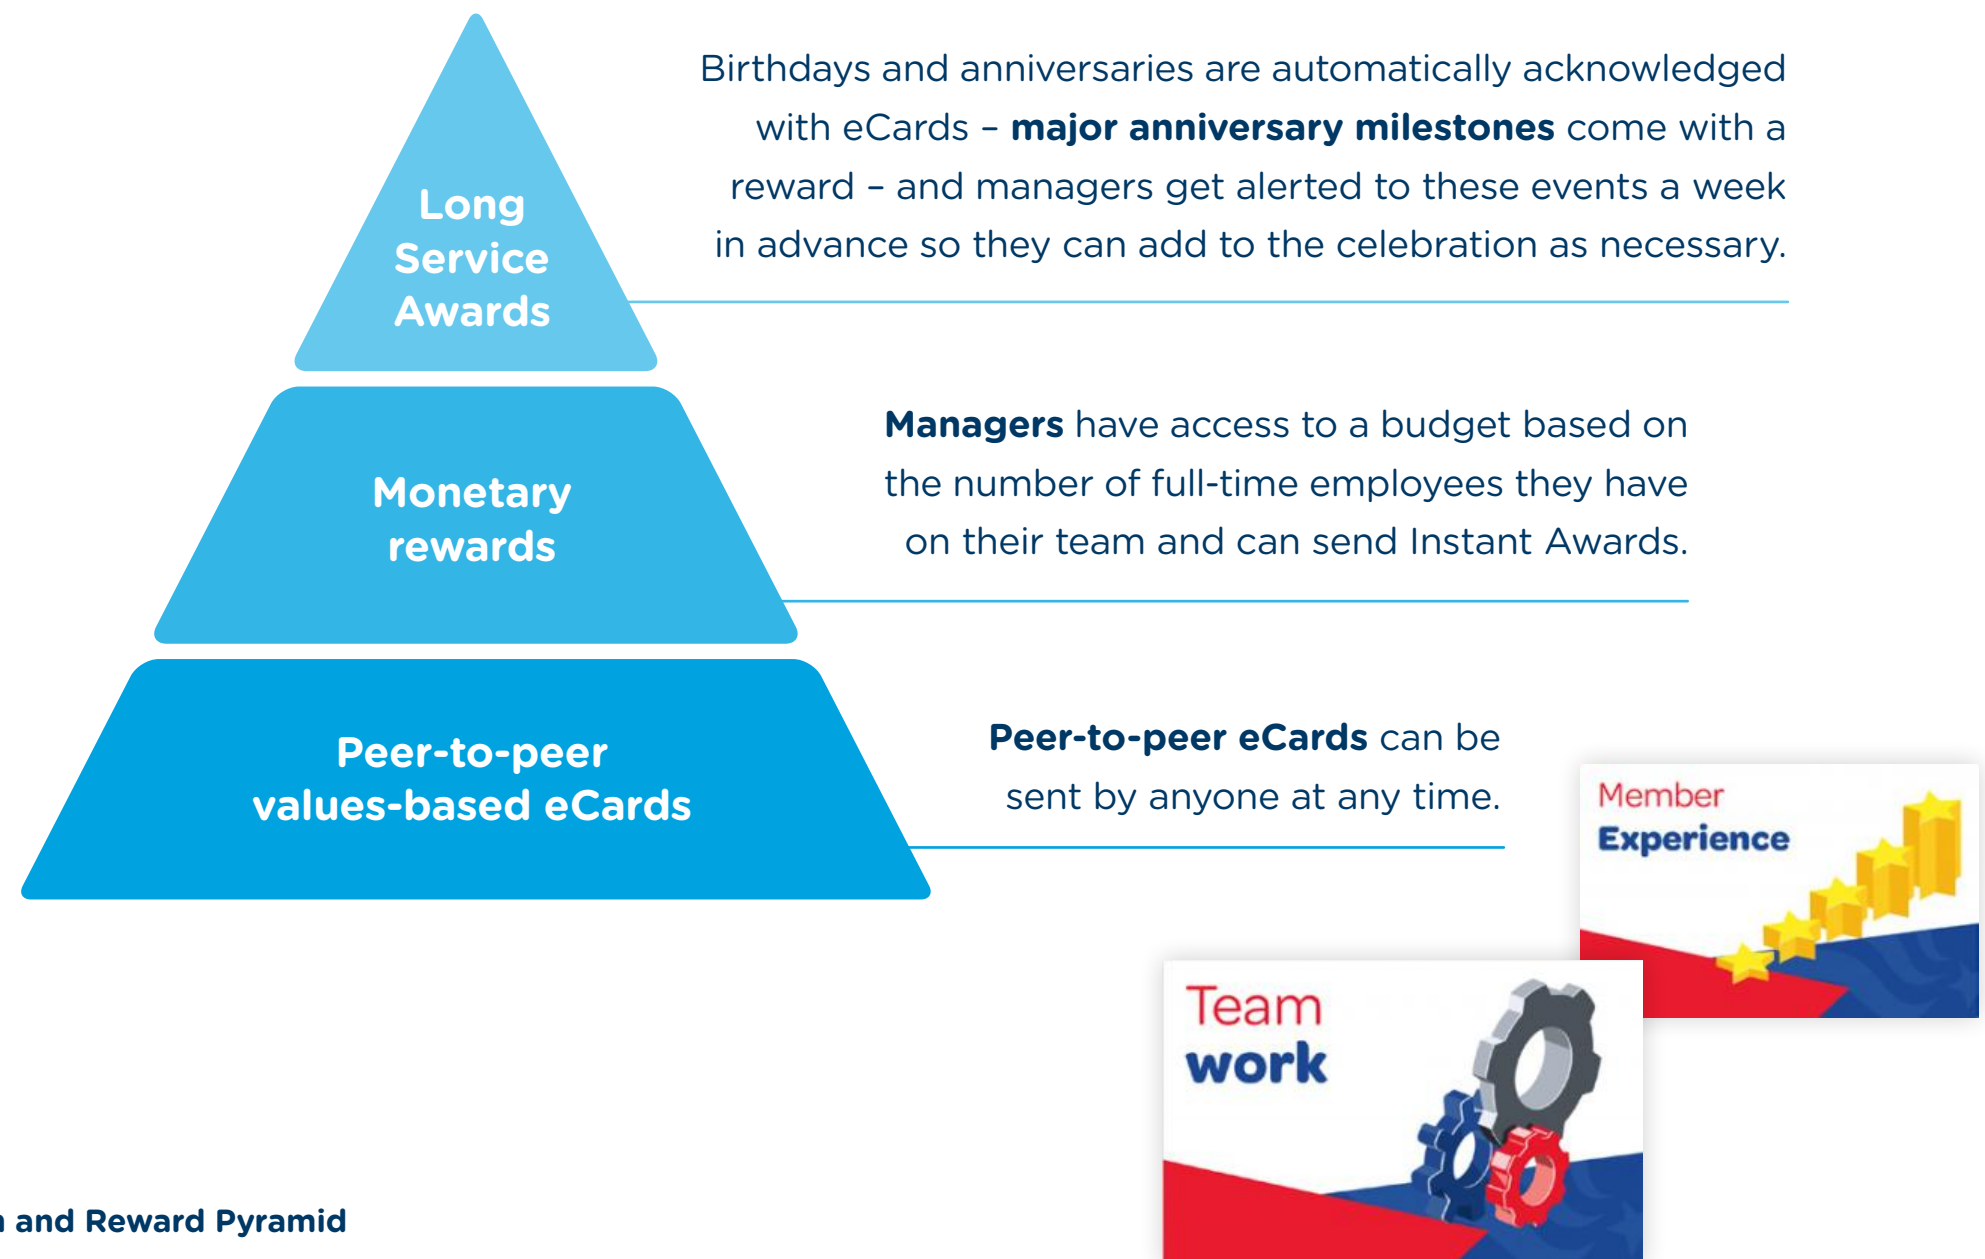 Birthdays and anniversaries are automatically acknowledged
with eCards – major anniversary milestones come with a
reward – and managers get alerted to these events a week
in advance so they can add to the celebration as necessary.
Long
Service
Awards
Managers have access to a budget based on
the number of full-time employees they have
on their team and can send Instant Awards.
Monetary
rewards
Peer-to-peer eCards can be
sent by anyone at any time.
Peer-to-peer
values-based eCards
Member
Experience
Team
work
and Reward Pyramid